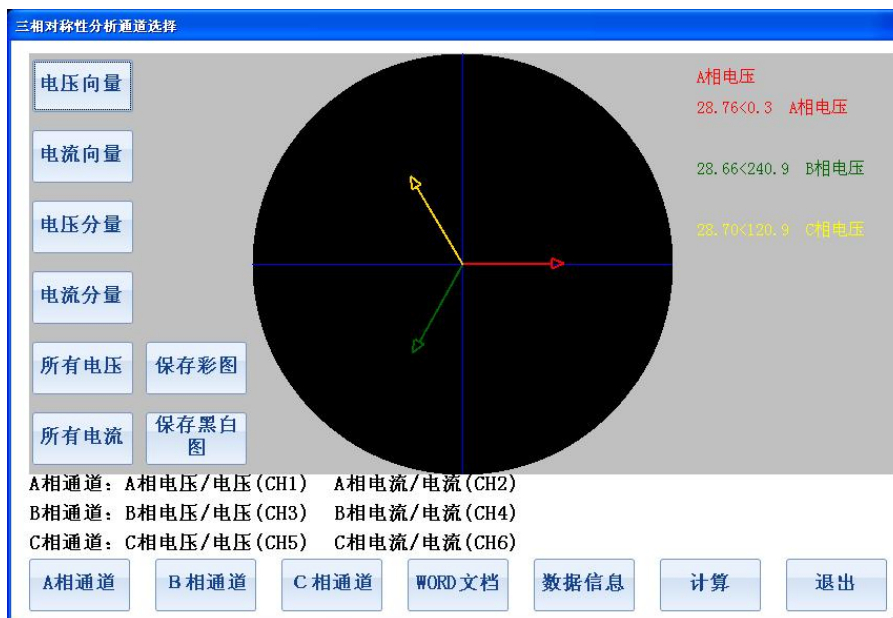 三相对称性分析通道选择
电压向量
电流向量
电压分量
电流分量
所有电压
保存彩图
所有电流
保存黑白
图
A相电压
28.76<0.3 A相电压
28.66<240.9 B相电压
28.70<120.9 C相电压
A相通道：A相电压/电压(CH1) A相电流/电流(CH2)
B相通道：B相电压/电压(CH3) B相电流/电流(CH4)
C相通道：C相电压/电压(CH5) C相电流/电流(CH6)
A相通道
B相通道
C相通道
WORD文档
数据信息
计算
退出